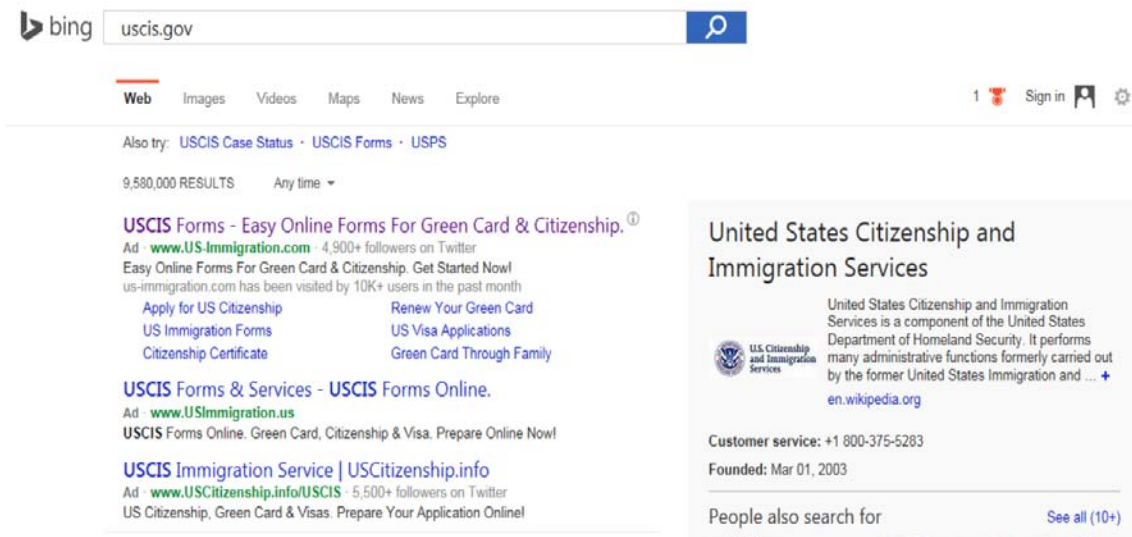 bing
uscis.gov
Web Images Videos Maps News Explore
1 Sign in
Also try: USCIS Case Status · USCIS Forms · USPS
9,580,000 RESULTS Any time
USCIS Forms - Easy Online Forms For Green Card & Citizenship.
Ad · www.US-Immigration.com · 4,900+ followers on Twitter
Easy Online Forms For Green Card & Citizenship. Get Started Now!
us-immigration.com has been visited by 10K+ users in the past month
Apply for US Citizenship Renew Your Green Card
US Immigration Forms US Visa Applications
Citizenship Certificate Green Card Through Family
USCIS Forms & Services - USCIS Forms Online.
Ad · www.USImmigration.us
USCIS Forms Online. Green Card, Citizenship & Visa. Prepare Online Now!
USCIS Immigration Service | USCitizenship.info
Ad · www.USCitizenship.info/USCIS · 5,500+ followers on Twitter
US Citizenship, Green Card & Visas. Prepare Your Application Online!
United States Citizenship and
Immigration Services
U.S. Citizenship
and Immigration
Services
United States Citizenship and Immigration
Services is a component of the United States
Department of Homeland Security. It performs
many administrative functions formerly carried out
by the former United States Immigration and ... +
en.wikipedia.org
Customer service: +1 800-375-5283
Founded: Mar 01, 2003
People also search for See all (10+)